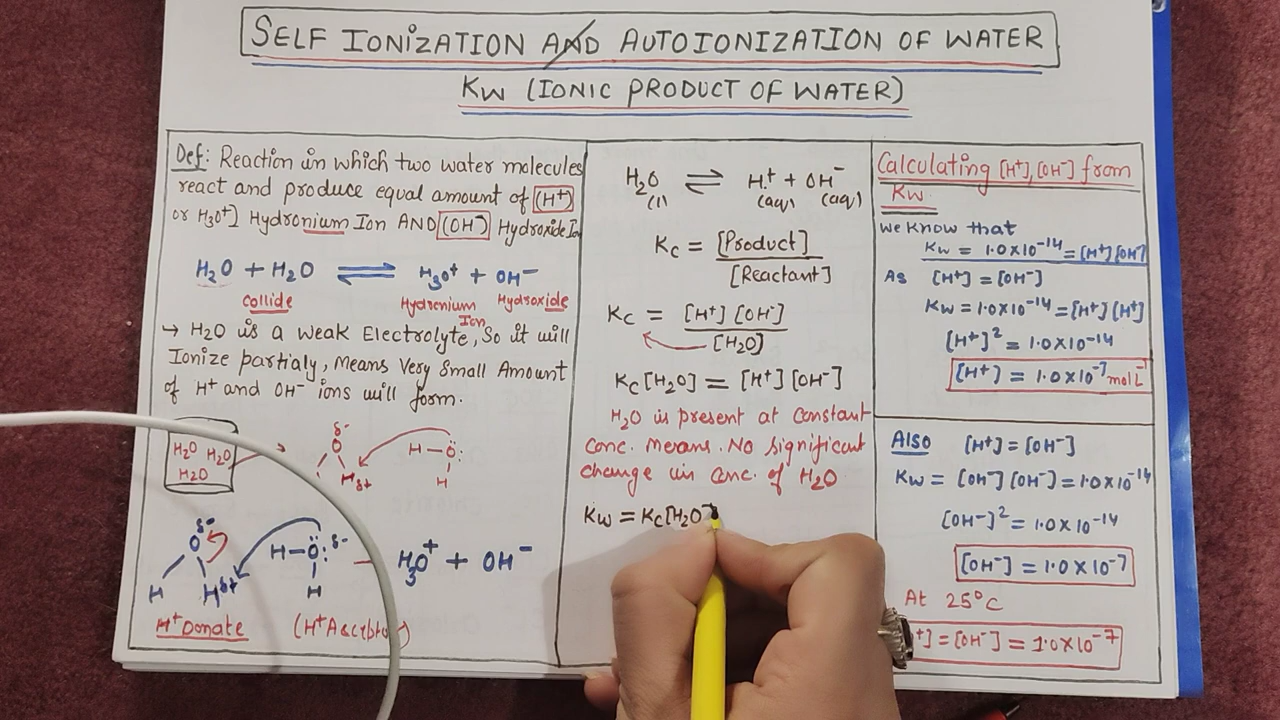 SELF IONIZATION AND AUTOIONIZATION OF WATER
KW (IONIC PRODUCT OF WATER)
Def: Reaction in which two water molecules
react and produce equal amount of (H⁺)
or H₃O⁺) Hydronium Ion AND (OH⁻) Hydroxide Ion
H₂O + H₂O ⇌ H₃O⁺ + OH⁻
collide Hydronium Ion Hydroxide
→ H₂O is a weak Electrolyte, So it will
Ionize partialy, Means Very Small Amount
of H⁺ and OH⁻ ions will form.
H₂O H₂O
H₂O
δ⁻
O
H δ+
H–O:
H
δ⁻
O
H H δ+
H–O: δ⁻
H
H₃O⁺ + OH⁻
H⁺ Donate
H₂O ⇌ H⁺ + OH⁻
(l) (aq) (aq)
Kc = [Product]
[Reactant]
Kc = [H⁺] [OH⁻]
[H₂O]
Kc [H₂O] = [H⁺] [OH⁻]
H₂O is present at Constant
Conc. Means. No significant
change in conc. of H₂O
Kw = Kc [H₂O]
Calculating [H⁺], [OH⁻] from
KW
We know that
Kw = 1.0×10⁻¹⁴ = [H⁺] [OH⁻]
As [H⁺] = [OH⁻]
Kw = 1.0×10⁻¹⁴ = [H⁺] [H⁺]
[H⁺]² = 1.0×10⁻¹⁴
[H⁺] = 1.0×10⁻⁷ mol L⁻¹
Also [H⁺] = [OH⁻]
Kw = [OH⁻] [OH⁻] = 1.0×10⁻¹⁴
[OH⁻]² = 1.0×10⁻¹⁴
[OH⁻] = 1.0×10⁻⁷
At 25°C
⁺] = [OH⁻] = 1.0×10⁻⁷